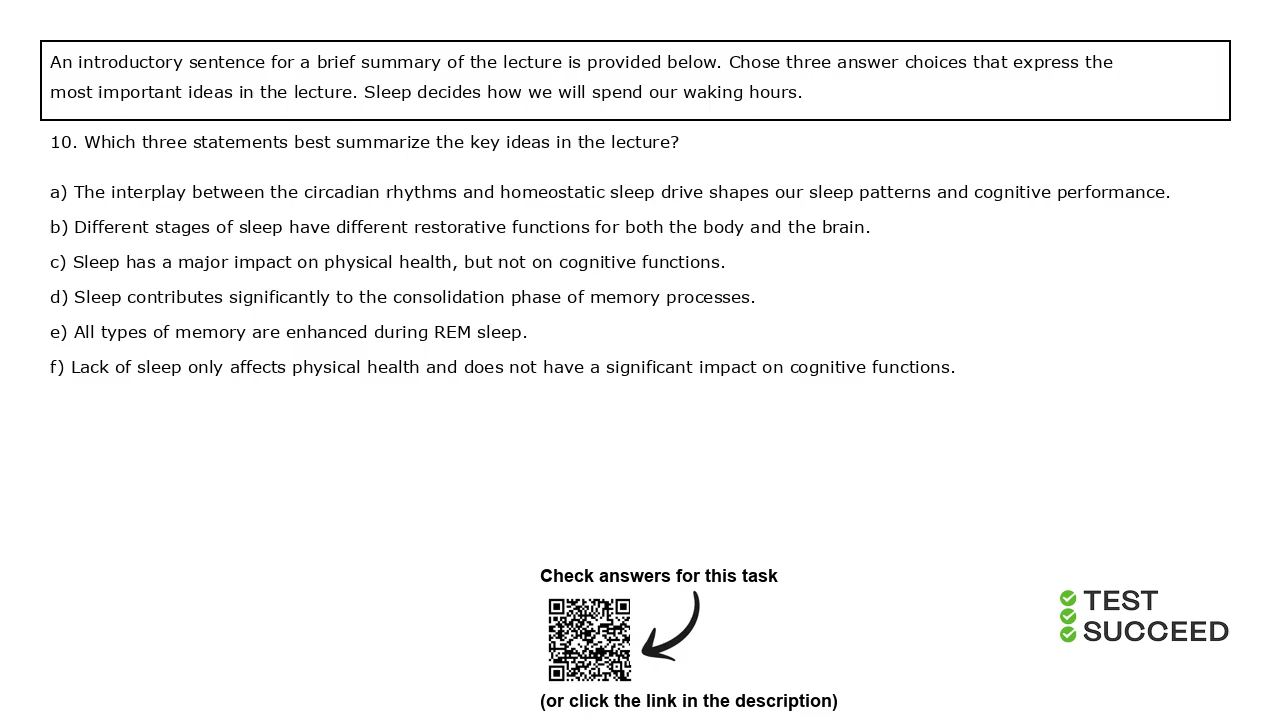 An introductory sentence for a brief summary of the lecture is provided below. Chose three answer choices that express the
most important ideas in the lecture. Sleep decides how we will spend our waking hours.
10. Which three statements best summarize the key ideas in the lecture?
a) The interplay between the circadian rhythms and homeostatic sleep drive shapes our sleep patterns and cognitive performance.
b) Different stages of sleep have different restorative functions for both the body and the brain.
c) Sleep has a major impact on physical health, but not on cognitive functions.
d) Sleep contributes significantly to the consolidation phase of memory processes.
e) All types of memory are enhanced during REM sleep.
f) Lack of sleep only affects physical health and does not have a significant impact on cognitive functions.
Check answers for this task
TEST
SUCCEED
(or click the link in the description)